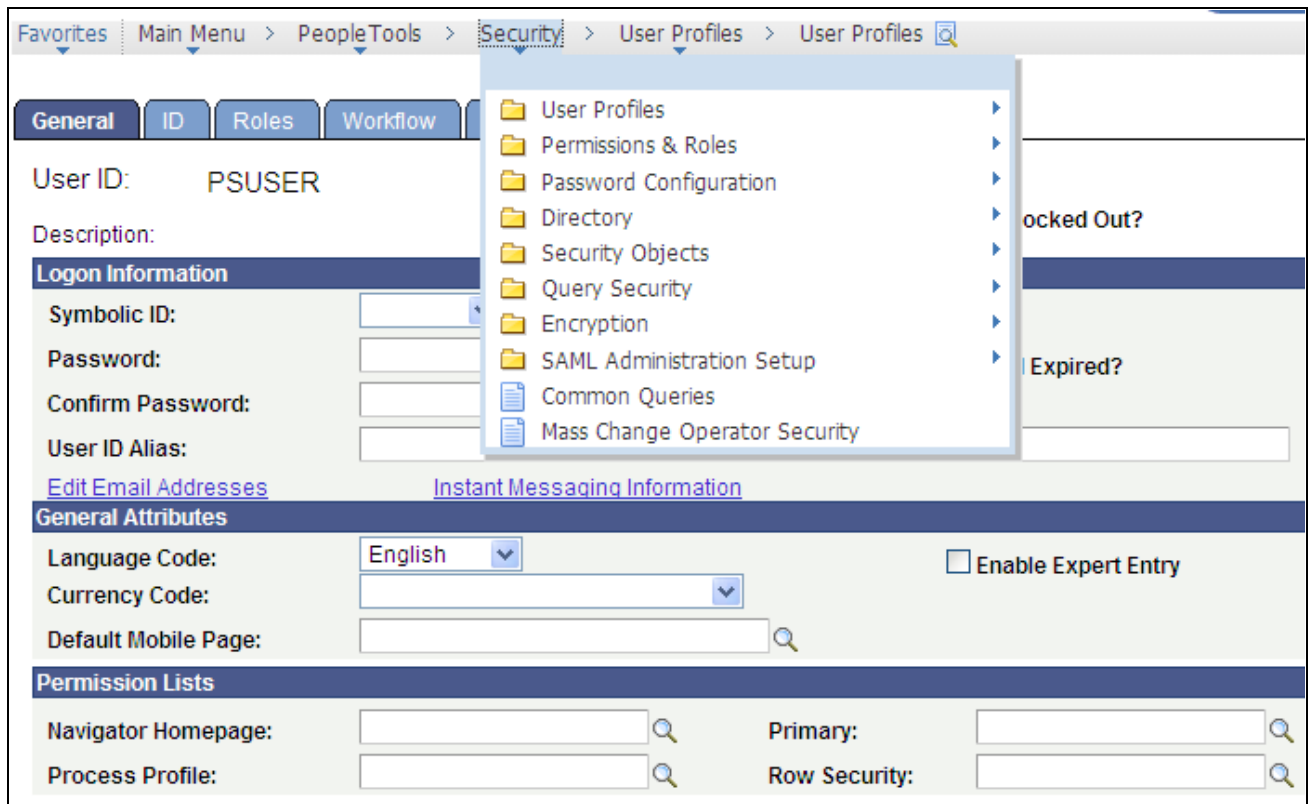 Favorites Main Menu > PeopleTools > Security > User Profiles > User Profiles
General ID Roles Workflow
User Profiles
Permissions & Roles
Password Configuration
Directory
Security Objects
Query Security
Encryption
SAML Administration Setup
Common Queries
Mass Change Operator Security
User ID: PSUSER
ocked Out?
Description:
Logon Information
Symbolic ID:
Password:
Expired?
Confirm Password:
User ID Alias:
Edit Email Addresses Instant Messaging Information
General Attributes
Language Code: English Enable Expert Entry
Currency Code:
Default Mobile Page:
Permission Lists
Navigator Homepage: Primary:
Process Profile: Row Security: